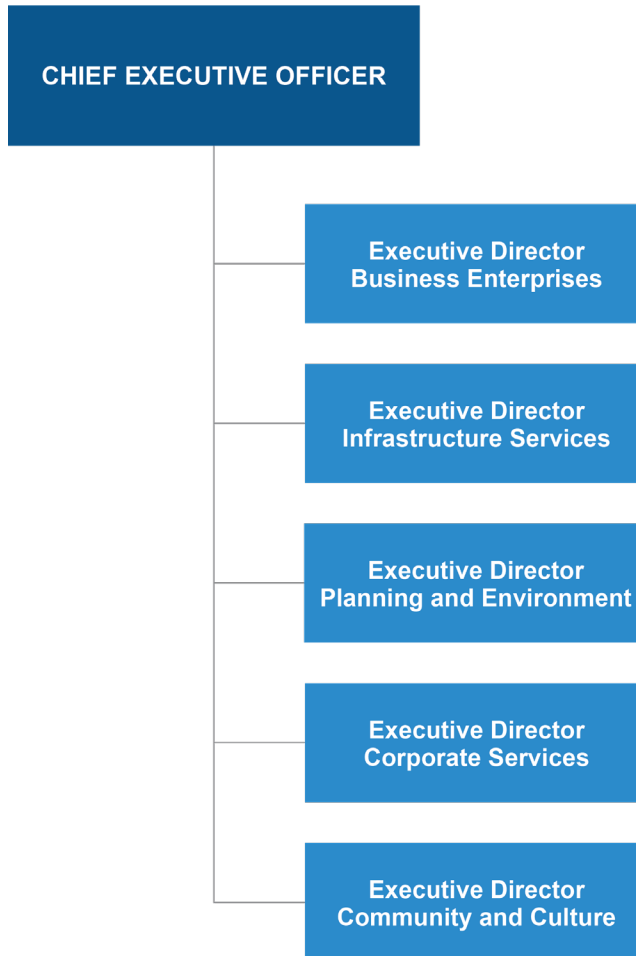 CHIEF EXECUTIVE OFFICER
Executive Director
Business Enterprises
Executive Director
Infrastructure Services
Executive Director
Planning and Environment
Executive Director
Corporate Services
Executive Director
Community and Culture